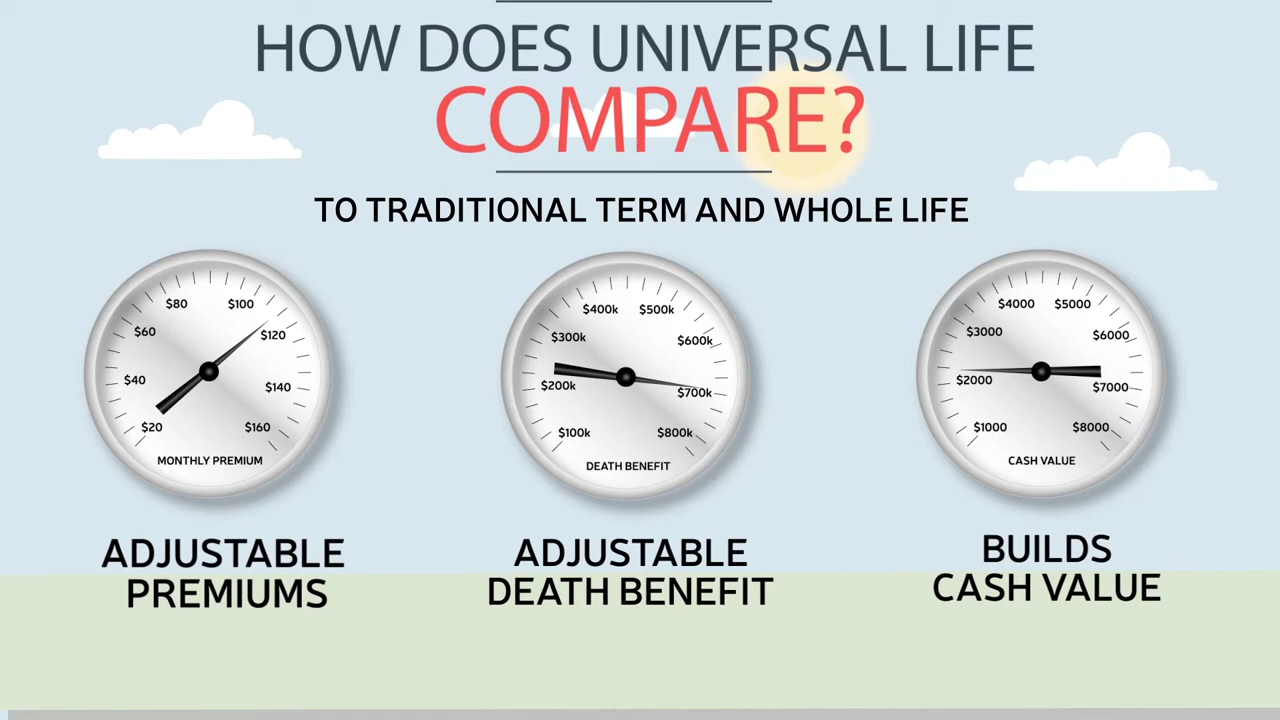 HOW DOES UNIVERSAL LIFE
COMPARE?
TO TRADITIONAL TERM AND WHOLE LIFE
$20
$40
$60
$80
$100
$120
$140
$160
MONTHLY PREMIUM
$100k
$200k
$300k
$400k
$500k
$600k
$700k
$800k
DEATH BENEFIT
$1000
$2000
$3000
$4000
$5000
$6000
$7000
$8000
CASH VALUE
ADJUSTABLE
PREMIUMS
ADJUSTABLE
DEATH BENEFIT
BUILDS
CASH VALUE